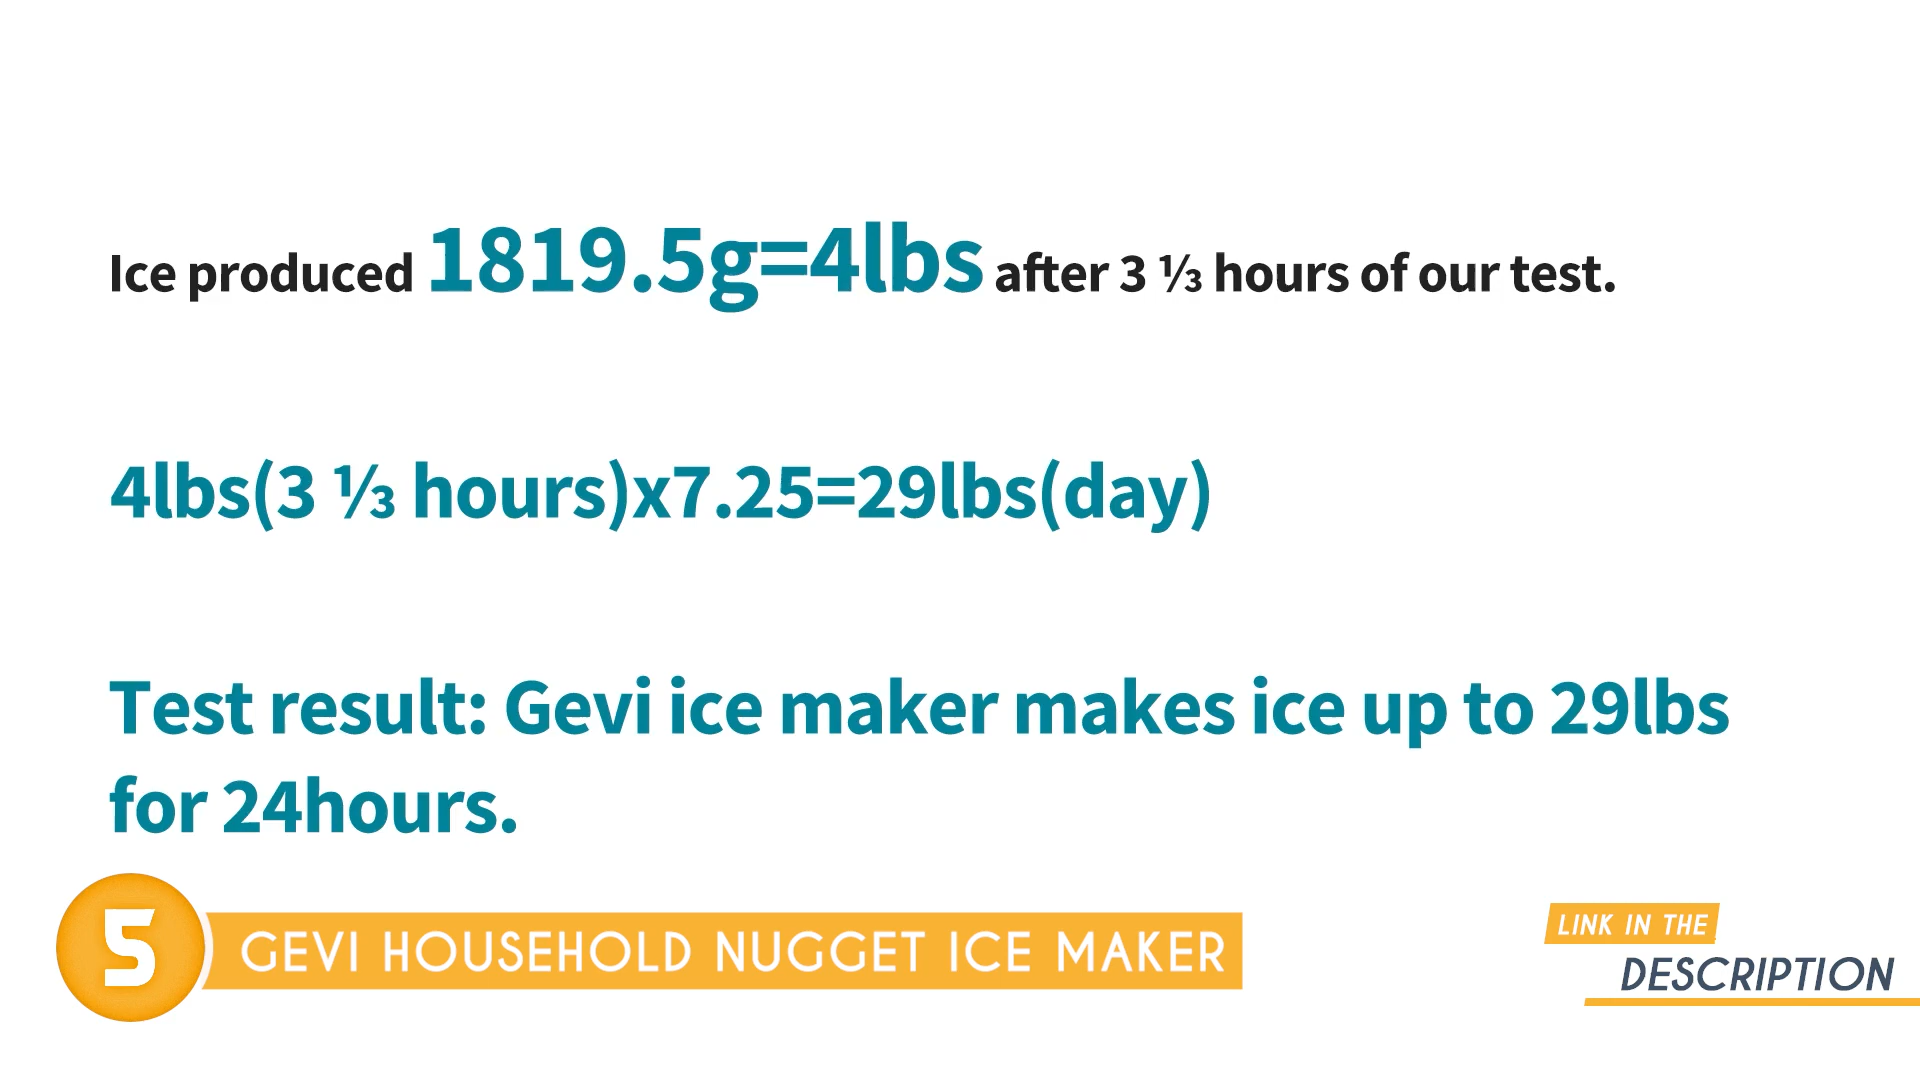 Ice produced 1819.5g=4lbs after 3 ⅓ hours of our test.
4lbs(3 ⅓ hours)x7.25=29lbs(day)
Test result: Gevi ice maker makes ice up to 29lbs
for 24hours.
5 GEVI HOUSEHOLD NUGGET ICE MAKER
LINK IN THE
DESCRIPTION